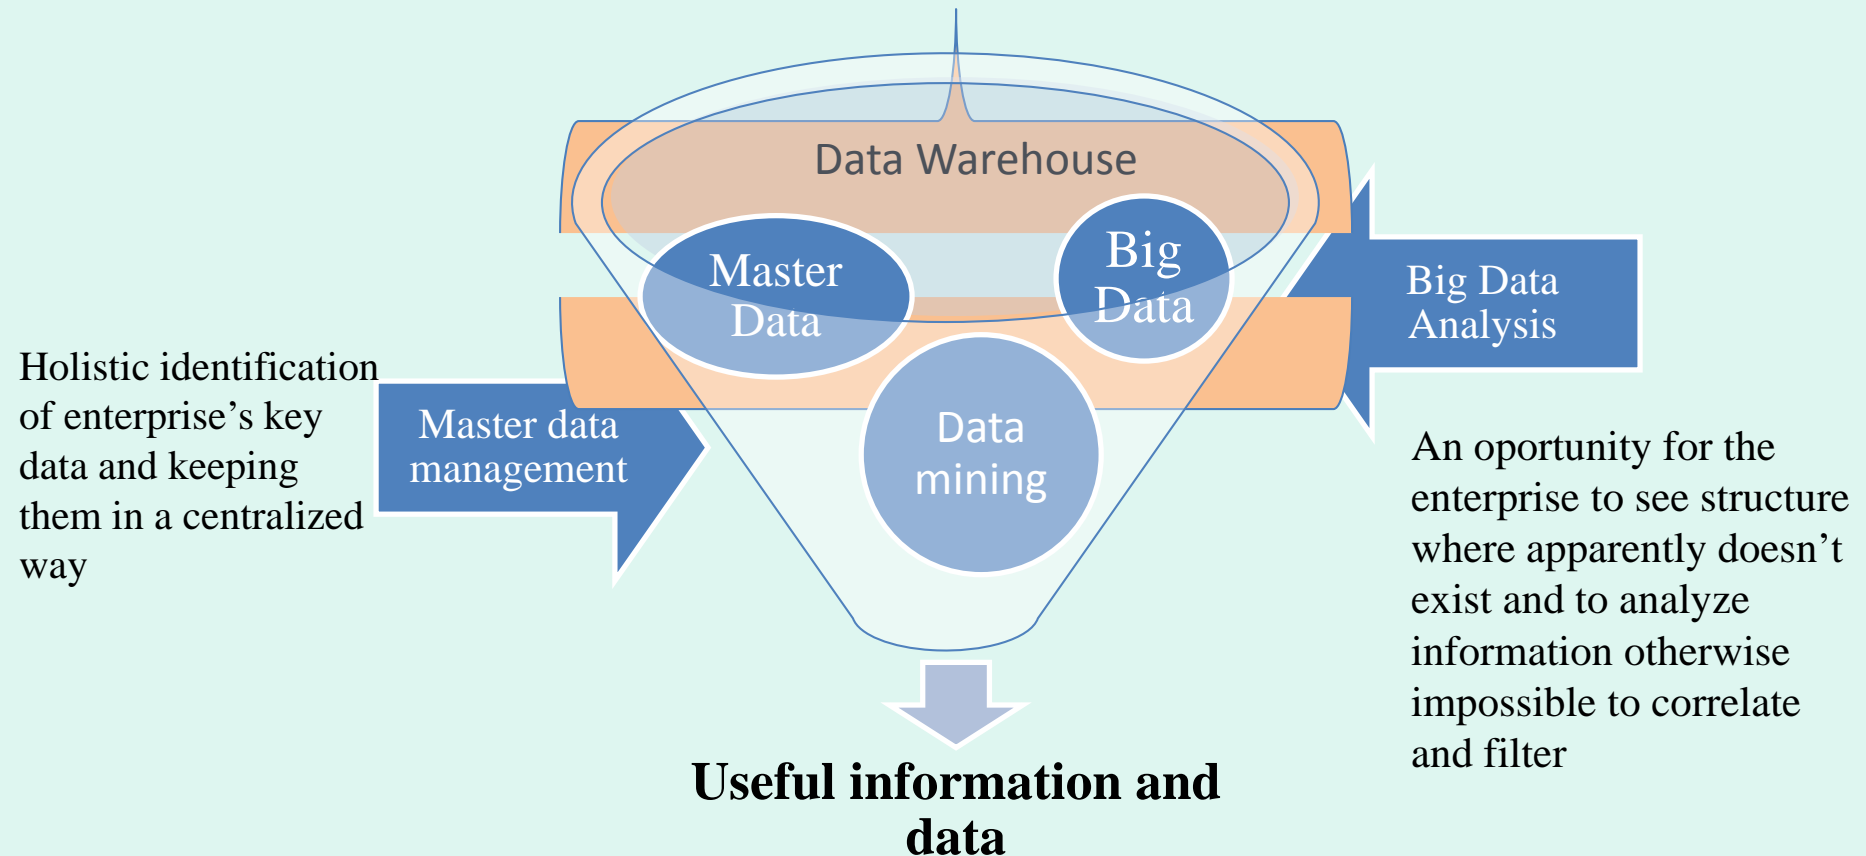 Data Warehouse
Master
Data
Big
Data
Big Data
Analysis
Holistic identification
of enterprise’s key
data and keeping
them in a centralized
way
Master data
management
Data
mining
An oportunity for the
enterprise to see structure
where apparently doesn’t
exist and to analyze
information otherwise
impossible to correlate
and filter
Useful information and
data